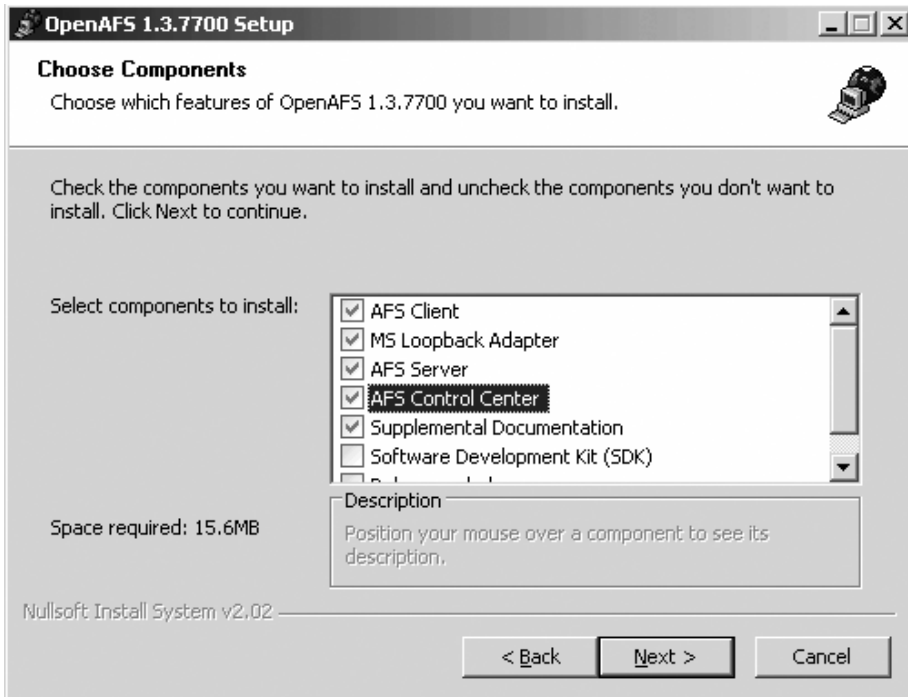 OpenAFS 1.3.7700 Setup
Choose Components
Choose which features of OpenAFS 1.3.7700 you want to install.
Check the components you want to install and uncheck the components you don't want to
install. Click Next to continue.
Select components to install:
AFS Client
MS Loopback Adapter
AFS Server
AFS Control Center
Supplemental Documentation
Software Development Kit (SDK)
Space required: 15.6MB
Description
Position your mouse over a component to see its
description.
Nullsoft Install System v2.02
< Back
Next >
Cancel